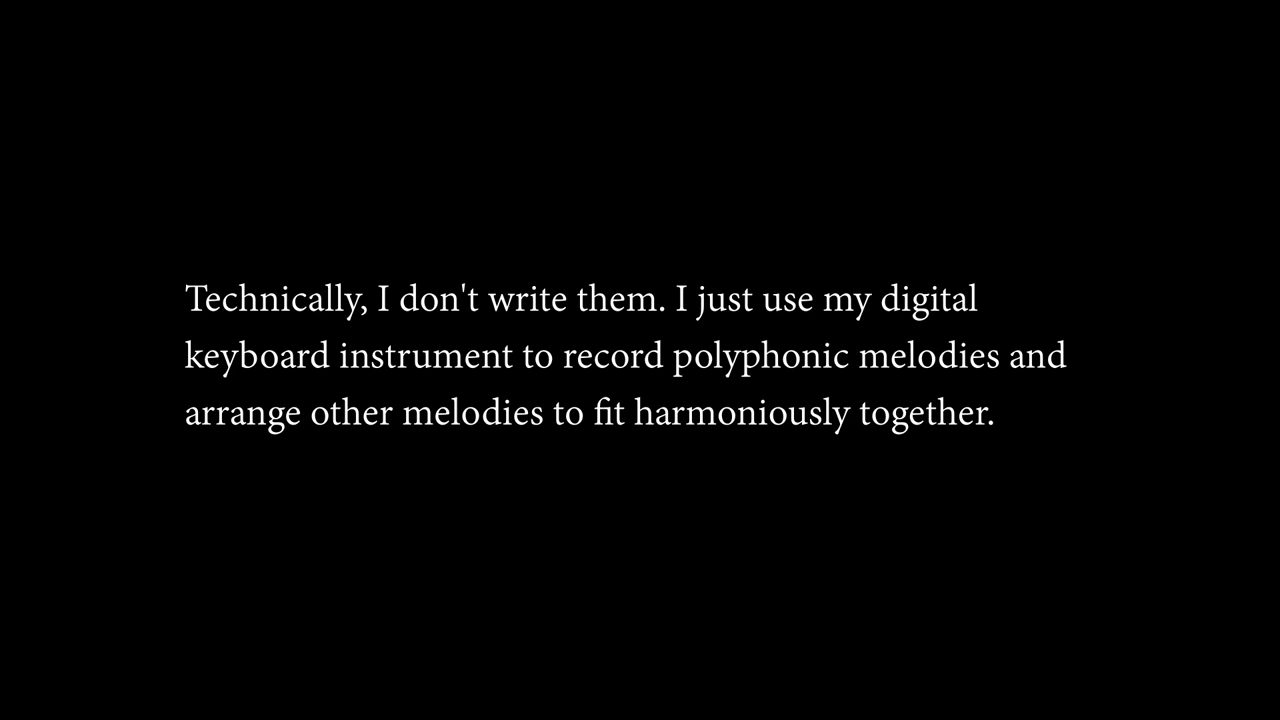 Technically, I don't write them. I just use my digital
keyboard instrument to record polyphonic melodies and
arrange other melodies to fit harmoniously together.